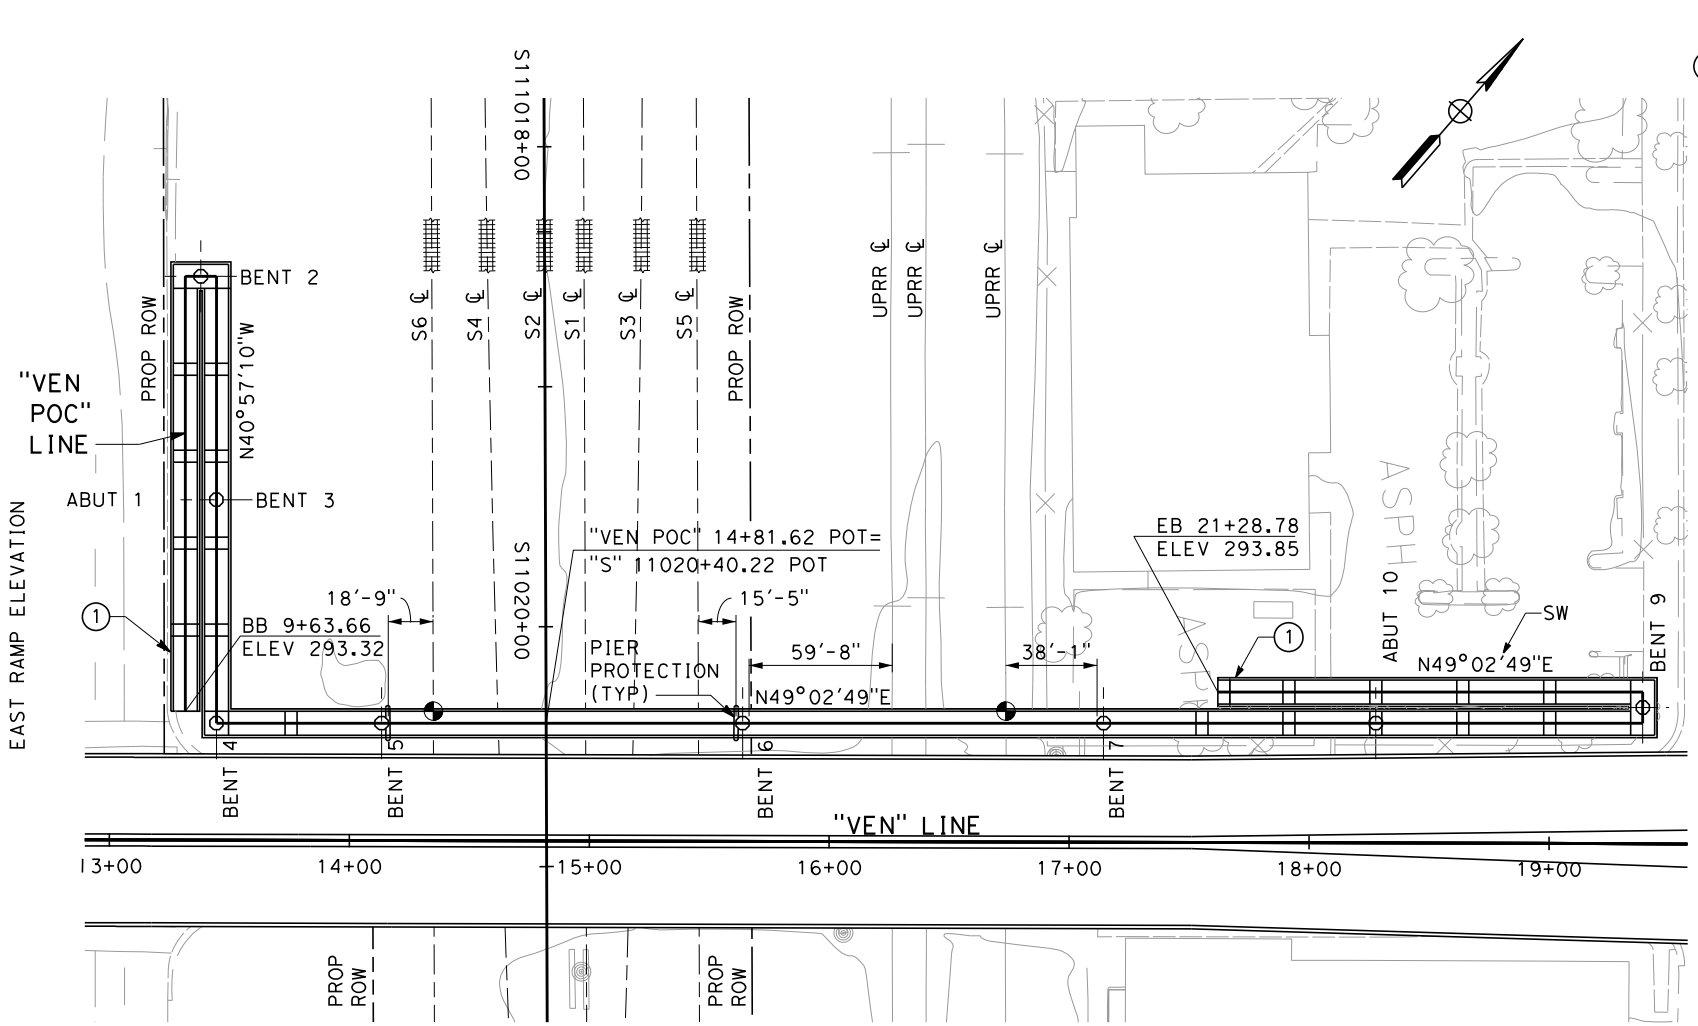 S111018+00
UPRR ℄
UPRR ℄
UPRR ℄
BENT 2
PROP ROW
S6 ℄
S4 ℄
S2 ℄
S1 ℄
S3 ℄
S5 ℄
PROP ROW
N40°57'10"W
"VEN
POC"
LINE
ABUT 1
BENT 3
ASPH
EAST RAMP ELEVATION
S11020+00
"VEN POC" 14+81.62 POT=
"S" 11020+40.22 POT
EB 21+28.78
ELEV 293.85
18'-9"
15'-5"
1
BB 9+63.66
ELEV 293.32
PIER
PROTECTION
(TYP)
59'-8"
38'-1"
ASPH
1
ABUT 10
SW
BENT 9
N49°02'49"E
N49°02'49"E
BENT 4
BENT 5
BENT 6
BENT 7
"VEN" LINE
13+00
14+00
15+00
16+00
17+00
18+00
19+00
PROP
ROW
PROP
ROW